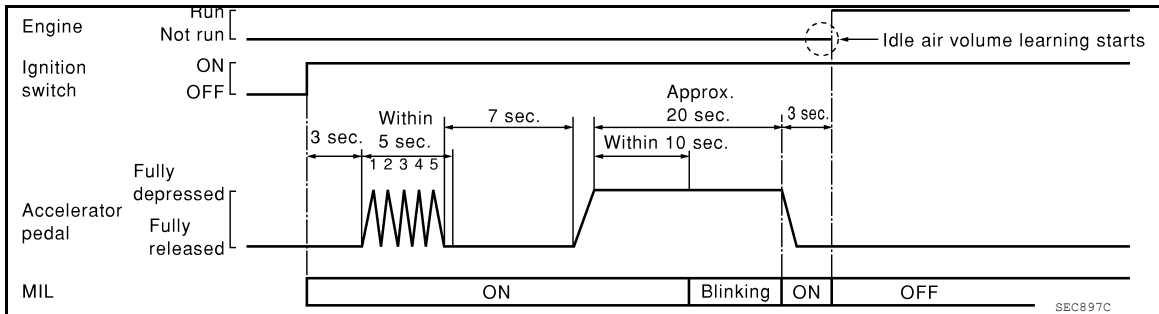 Engine
Run
Not run
Idle air volume learning starts
Ignition switch
ON
OFF
3 sec.
Within 5 sec.
1 2 3 4 5
7 sec.
Approx. 20 sec.
Within 10 sec.
3 sec.
Accelerator pedal
Fully depressed
Fully released
MIL
ON
Blinking
ON
OFF
SEC897C